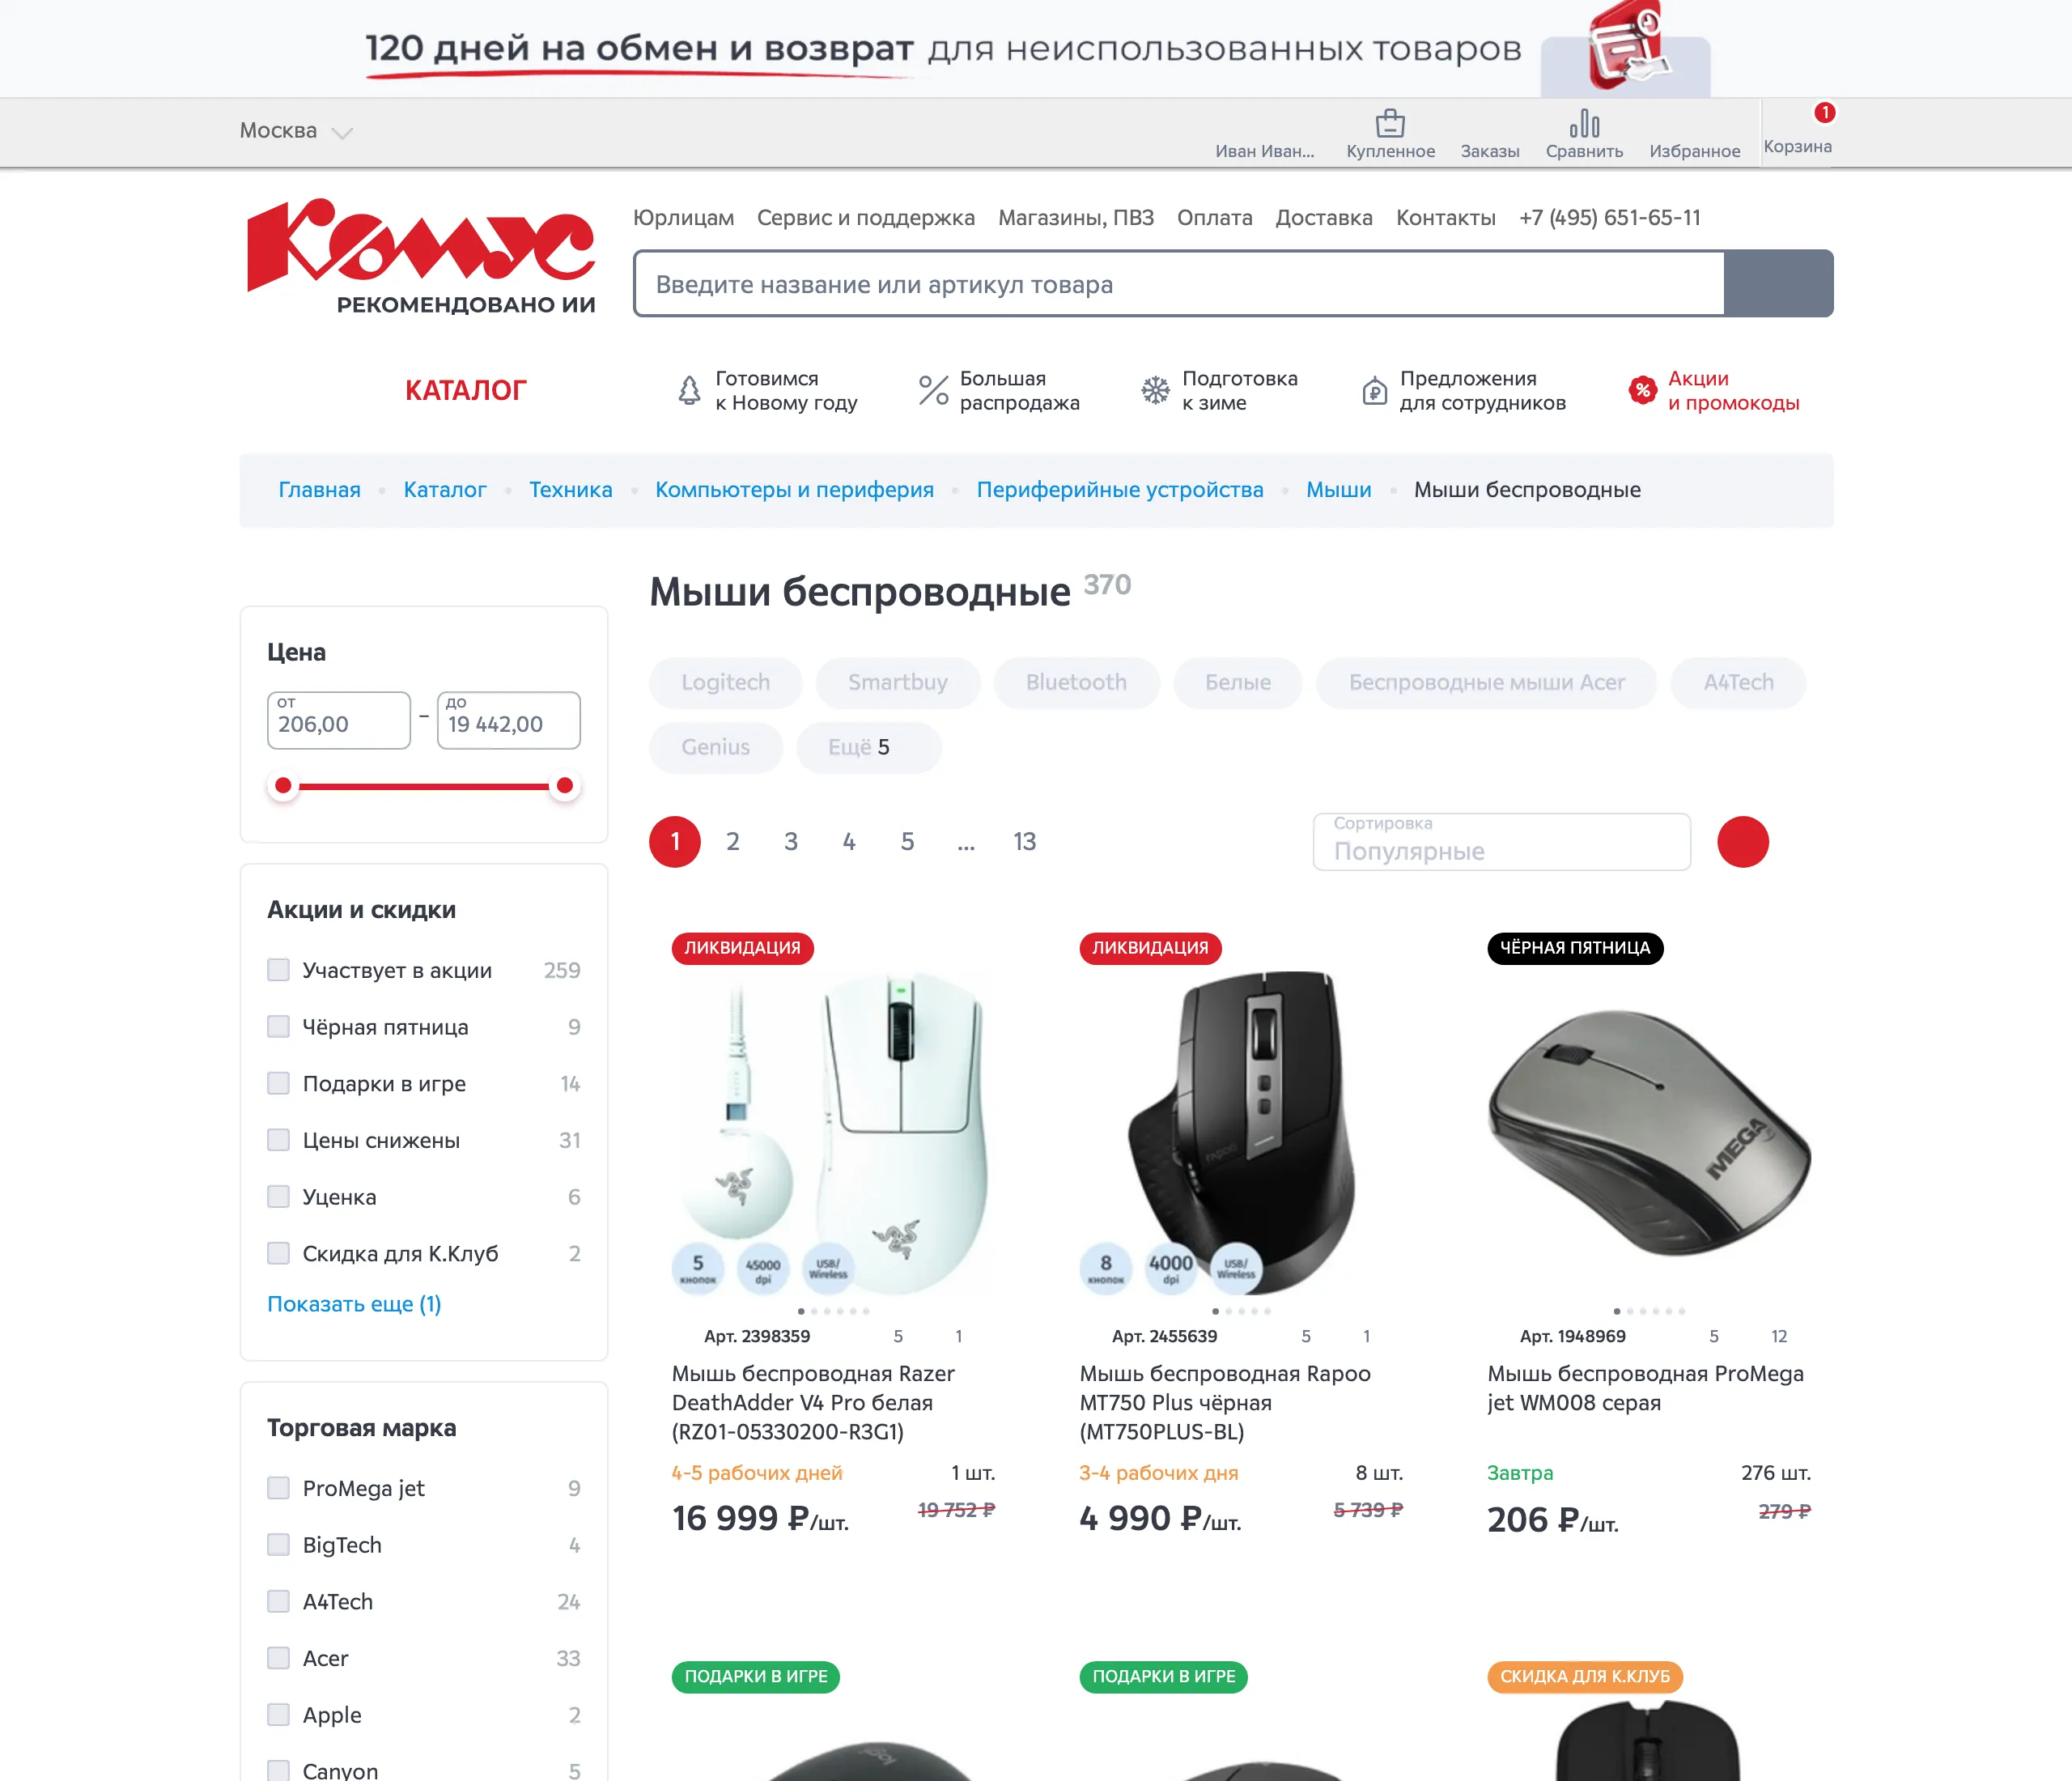 120 дней на обмен и возврат для неиспользованных товаров
Москва
Иван Иван...
Купленное
Заказы
Сравнить
Избранное
Корзина
1
Комус
РЕКОМЕНДОВАНО ИИ
Юрлицам Сервис и поддержка Магазины, ПВЗ Оплата Доставка Контакты +7 (495) 651-65-11
Введите название или артикул товара
КАТАЛОГ
Готовимся
к Новому году
Большая
распродажа
Подготовка
к зиме
Предложения
для сотрудников
Акции
и промокоды
Главная • Каталог • Техника • Компьютеры и периферия • Периферийные устройства • Мыши • Мыши беспроводные
Мыши беспроводные 370
Цена
от
206,00
–
до
19 442,00
Акции и скидки
Участвует в акции 259
Чёрная пятница 9
Подарки в игре 14
Цены снижены 31
Уценка 6
Скидка для К.Клуб 2
Показать еще (1)
Торговая марка
ProMega jet 9
BigTech 4
A4Tech 24
Acer 33
Apple 2
Canyon 5
Logitech Smartbuy Bluetooth Белые Беспроводные мыши Acer A4Tech
Genius Ещё 5
1 2 3 4 5 ... 13
Сортировка
Популярные
ЛИКВИДАЦИЯ
5
кнопок
45000
dpi
USB/
Wireless
Арт. 2398359 5 1
Мышь беспроводная Razer
DeathAdder V4 Pro белая
(RZ01-05330200-R3G1)
4-5 рабочих дней 1 шт.
16 999 ₽/шт. 19 752 ₽
ЛИКВИДАЦИЯ
rapoo
8
кнопок
4000
dpi
USB/
Wireless
Арт. 2455639 5 1
Мышь беспроводная Rapoo
MT750 Plus чёрная
(MT750PLUS-BL)
3-4 рабочих дня 8 шт.
4 990 ₽/шт. 5 739 ₽
ЧЁРНАЯ ПЯТНИЦА
MEGA
Арт. 1948969 5 12
Мышь беспроводная ProMega
jet WM008 серая
Завтра 276 шт.
206 ₽/шт. 279 ₽
ПОДАРКИ В ИГРЕ
logi
ПОДАРКИ В ИГРЕ
СКИДКА ДЛЯ К.КЛУБ